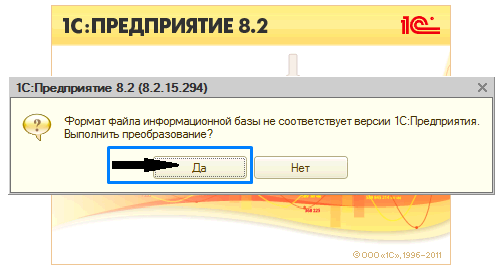 1С:ПРЕДПРИЯТИЕ 8.2
1С
1С:Предприятие 8.2 (8.2.15.294)
Формат файла информационной базы не соответствует версии 1С:Предприятия.
Выполнить преобразование?
Да
Нет
© ООО «1С», 1996–2011